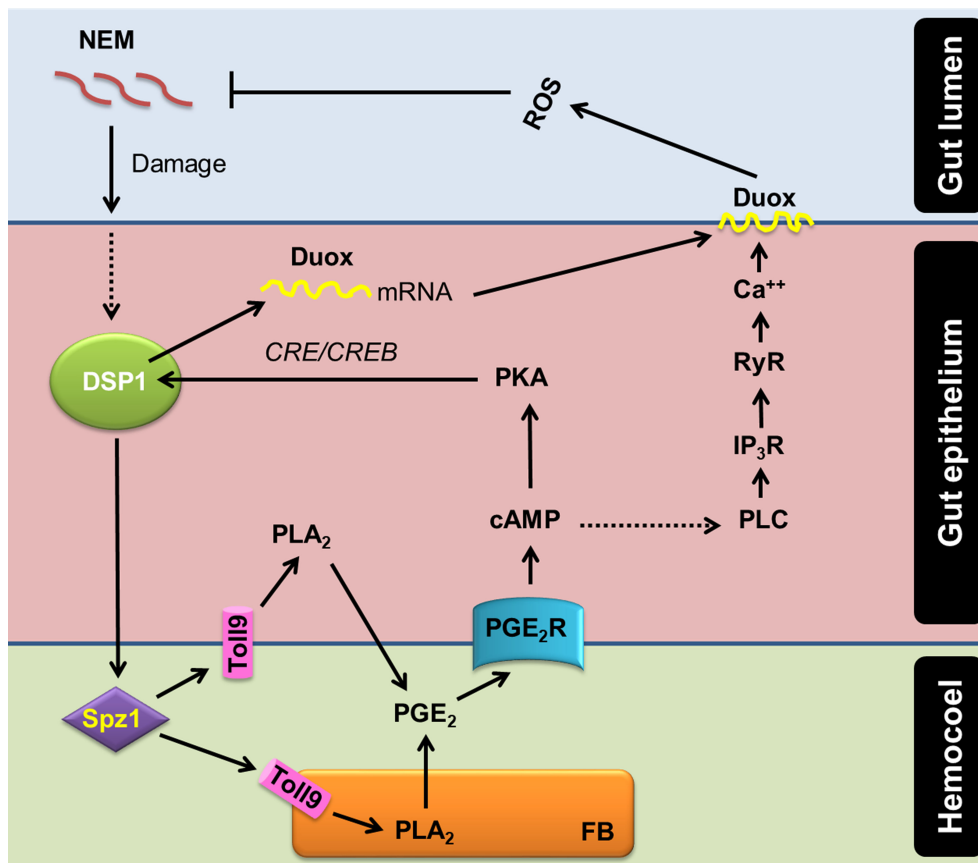 NEM
Damage
ROS
Duox
Gut lumen
Duox
mRNA
Ca⁺⁺
CRE/CREB
DSP1
PKA
RyR
IP₃R
cAMP
PLC
PLA₂
Gut epithelium
Toll9
PGE₂R
Spz1
PGE₂
Toll9
PLA₂
FB
Hemocoel